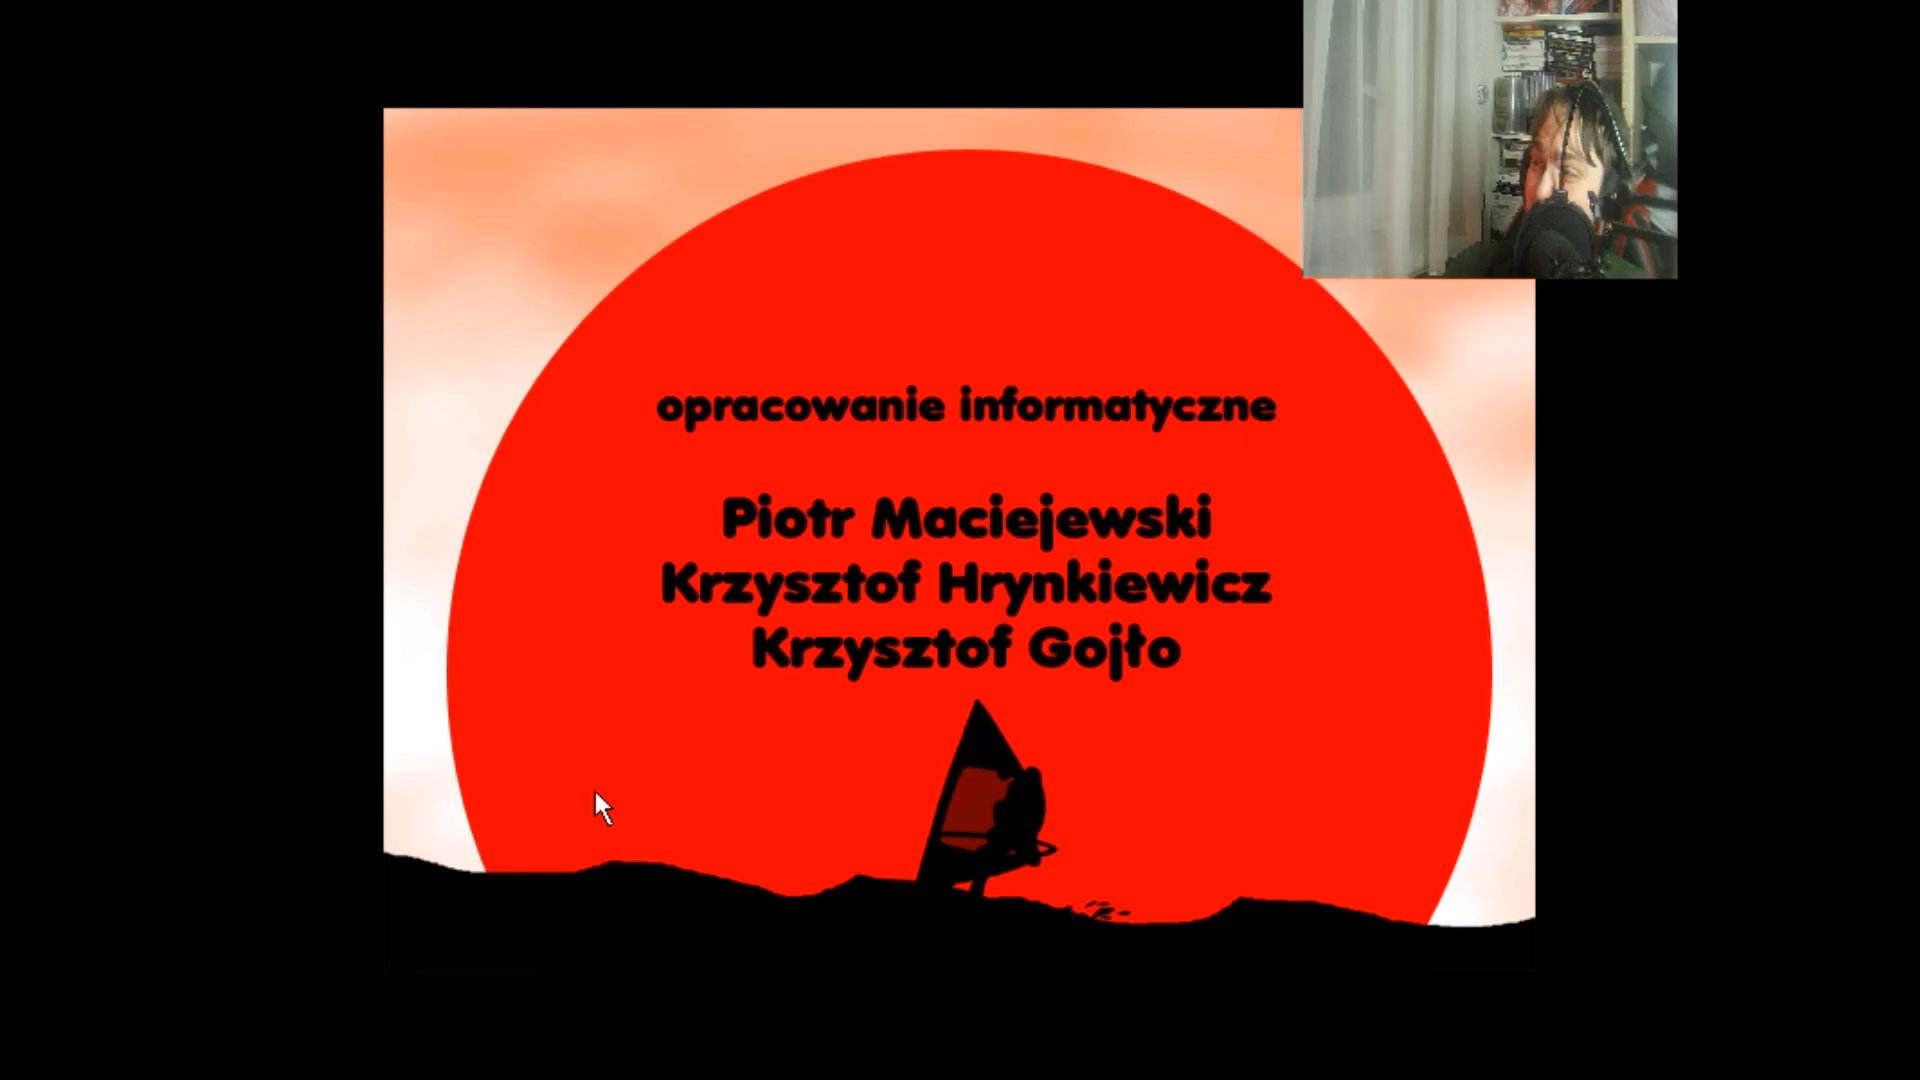 opracowanie informatyczne
Piotr Maciejewski
Krzysztof Hrynkiewicz
Krzysztof Gojło